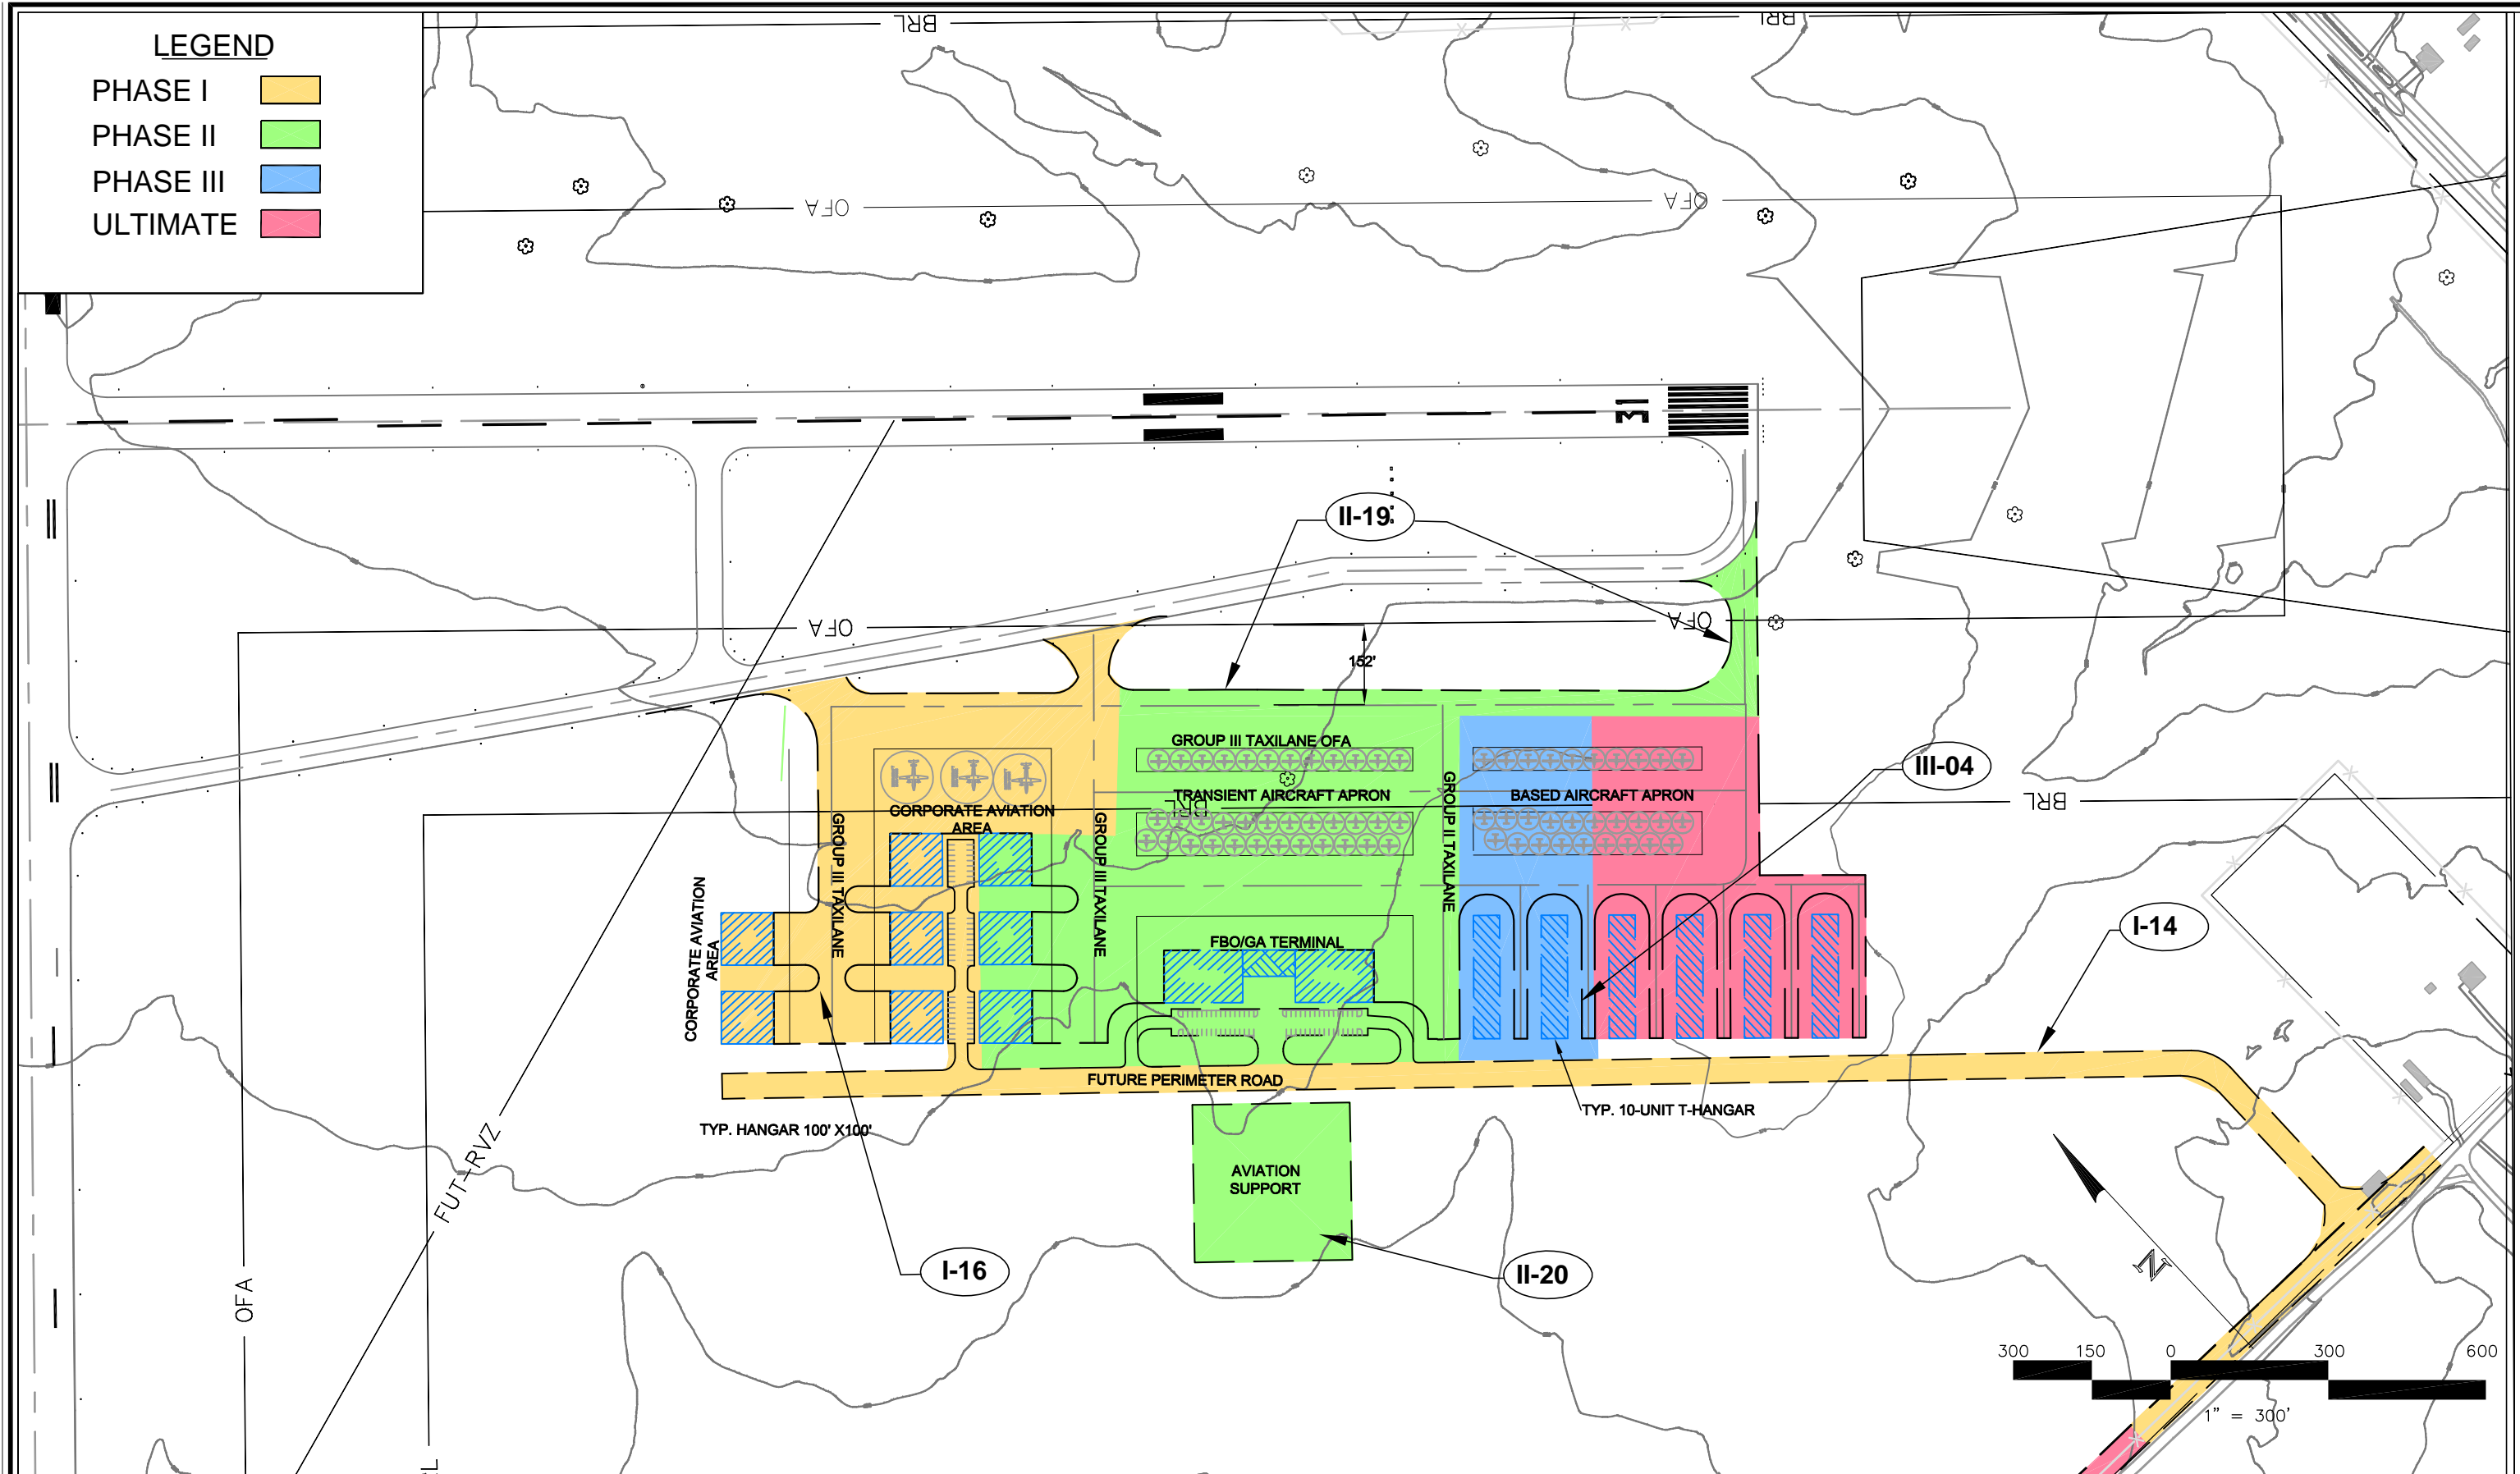 LEGEND
PHASE I
PHASE II
PHASE III
ULTIMATE
BRL
BRL
OFA
OFA
31
II-19
OFA
OFA
152'
GROUP III TAXILANE OFA
III-04
TRANSIENT AIRCRAFT APRON
BASED AIRCRAFT APRON
BRL
BRL
CORPORATE AVIATION
AREA
GROUP III TAXILANE
GROUP III TAXILANE
GROUP II TAXILANE
CORPORATE AVIATION
AREA
FBO/GA TERMINAL
I-14
FUTURE PERIMETER ROAD
TYP. 10-UNIT T-HANGAR
TYP. HANGAR 100' X100'
FUT-RVZ
AVIATION
SUPPORT
I-16
II-20
OFA
N
300 150 0 300 600
1" = 300'